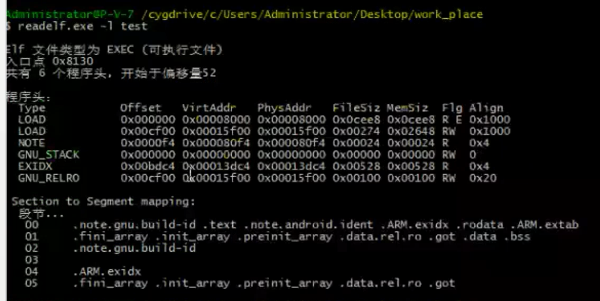 Administrator@P-V-7 /cygdrive/c/Users/Administrator/Desktop/work_place
$ readelf.exe -l test
Elf 文件类型为 EXEC (可执行文件)
入口点 0x8130
共有 6 个程序头，开始于偏移量52
程序头：
Type Offset VirtAddr PhysAddr FileSiz MemSiz Flg Align
LOAD 0x000000 0x00008000 0x00008000 0x0cee8 0x0cee8 R E 0x1000
LOAD 0x00cf00 0x00015f00 0x00015f00 0x00274 0x02648 RW 0x1000
NOTE 0x0000f4 0x000080f4 0x000080f4 0x00024 0x00024 R 0x4
GNU_STACK 0x000000 0x00000000 0x00000000 0x00000 0x00000 RW 0
EXIDX 0x00bdc4 0x00013dc4 0x00013dc4 0x00528 0x00528 R 0x4
GNU_RELRO 0x00cf00 0x00015f00 0x00015f00 0x00100 0x00100 RW 0x20
Section to Segment mapping:
段节...
00 .note.gnu.build-id .text .note.android.ident .ARM.exidx .rodata .ARM.extab
01 .fini_array .init_array .preinit_array .data.rel.ro .got .data .bss
02 .note.gnu.build-id
03
04 .ARM.exidx
05 .fini_array .init_array .preinit_array .data.rel.ro .got